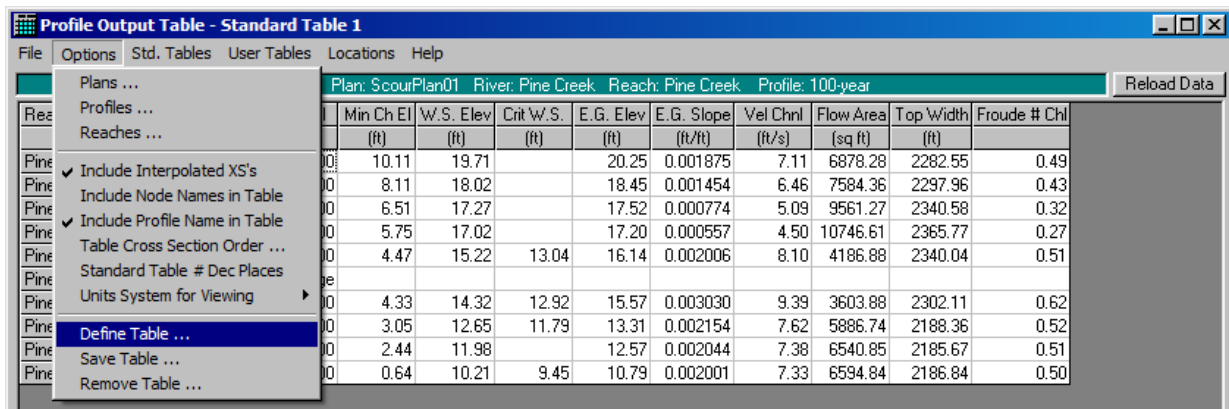 Profile Output Table - Standard Table 1
File Options Std. Tables User Tables Locations Help
Plan: ScourPlan01 River: Pine Creek Reach: Pine Creek Profile: 100-year Reload Data
Plans ...
Profiles ...
Reaches ...
Include Interpolated XS's
Include Node Names in Table
Include Profile Name in Table
Table Cross Section Order ...
Standard Table # Dec Places
Units System for Viewing
Define Table ...
Save Table ...
Remove Table ...
Rea Min Ch El W.S. Elev Crit W.S. E.G. Elev E.G. Slope Vel Chnl Flow Area Top Width Froude # Chl
(ft) (ft) (ft) (ft) (ft/ft) (ft/s) (sq ft) (ft)
Pine 10.11 19.71 20.25 0.001875 7.11 6878.28 2282.55 0.49
Pine 8.11 18.02 18.45 0.001454 6.46 7584.36 2297.96 0.43
Pine 6.51 17.27 17.52 0.000774 5.09 9561.27 2340.58 0.32
Pine 5.75 17.02 17.20 0.000557 4.50 10746.61 2365.77 0.27
Pine 4.47 15.22 13.04 16.14 0.002006 8.10 4186.88 2340.04 0.51
Pine ge
Pine 4.33 14.32 12.92 15.57 0.003030 9.39 3603.88 2302.11 0.62
Pine 3.05 12.65 11.79 13.31 0.002154 7.62 5886.74 2188.36 0.52
Pine 2.44 11.98 12.57 0.002044 7.38 6540.85 2185.67 0.51
Pine 0.64 10.21 9.45 10.79 0.002001 7.33 6594.84 2186.84 0.50